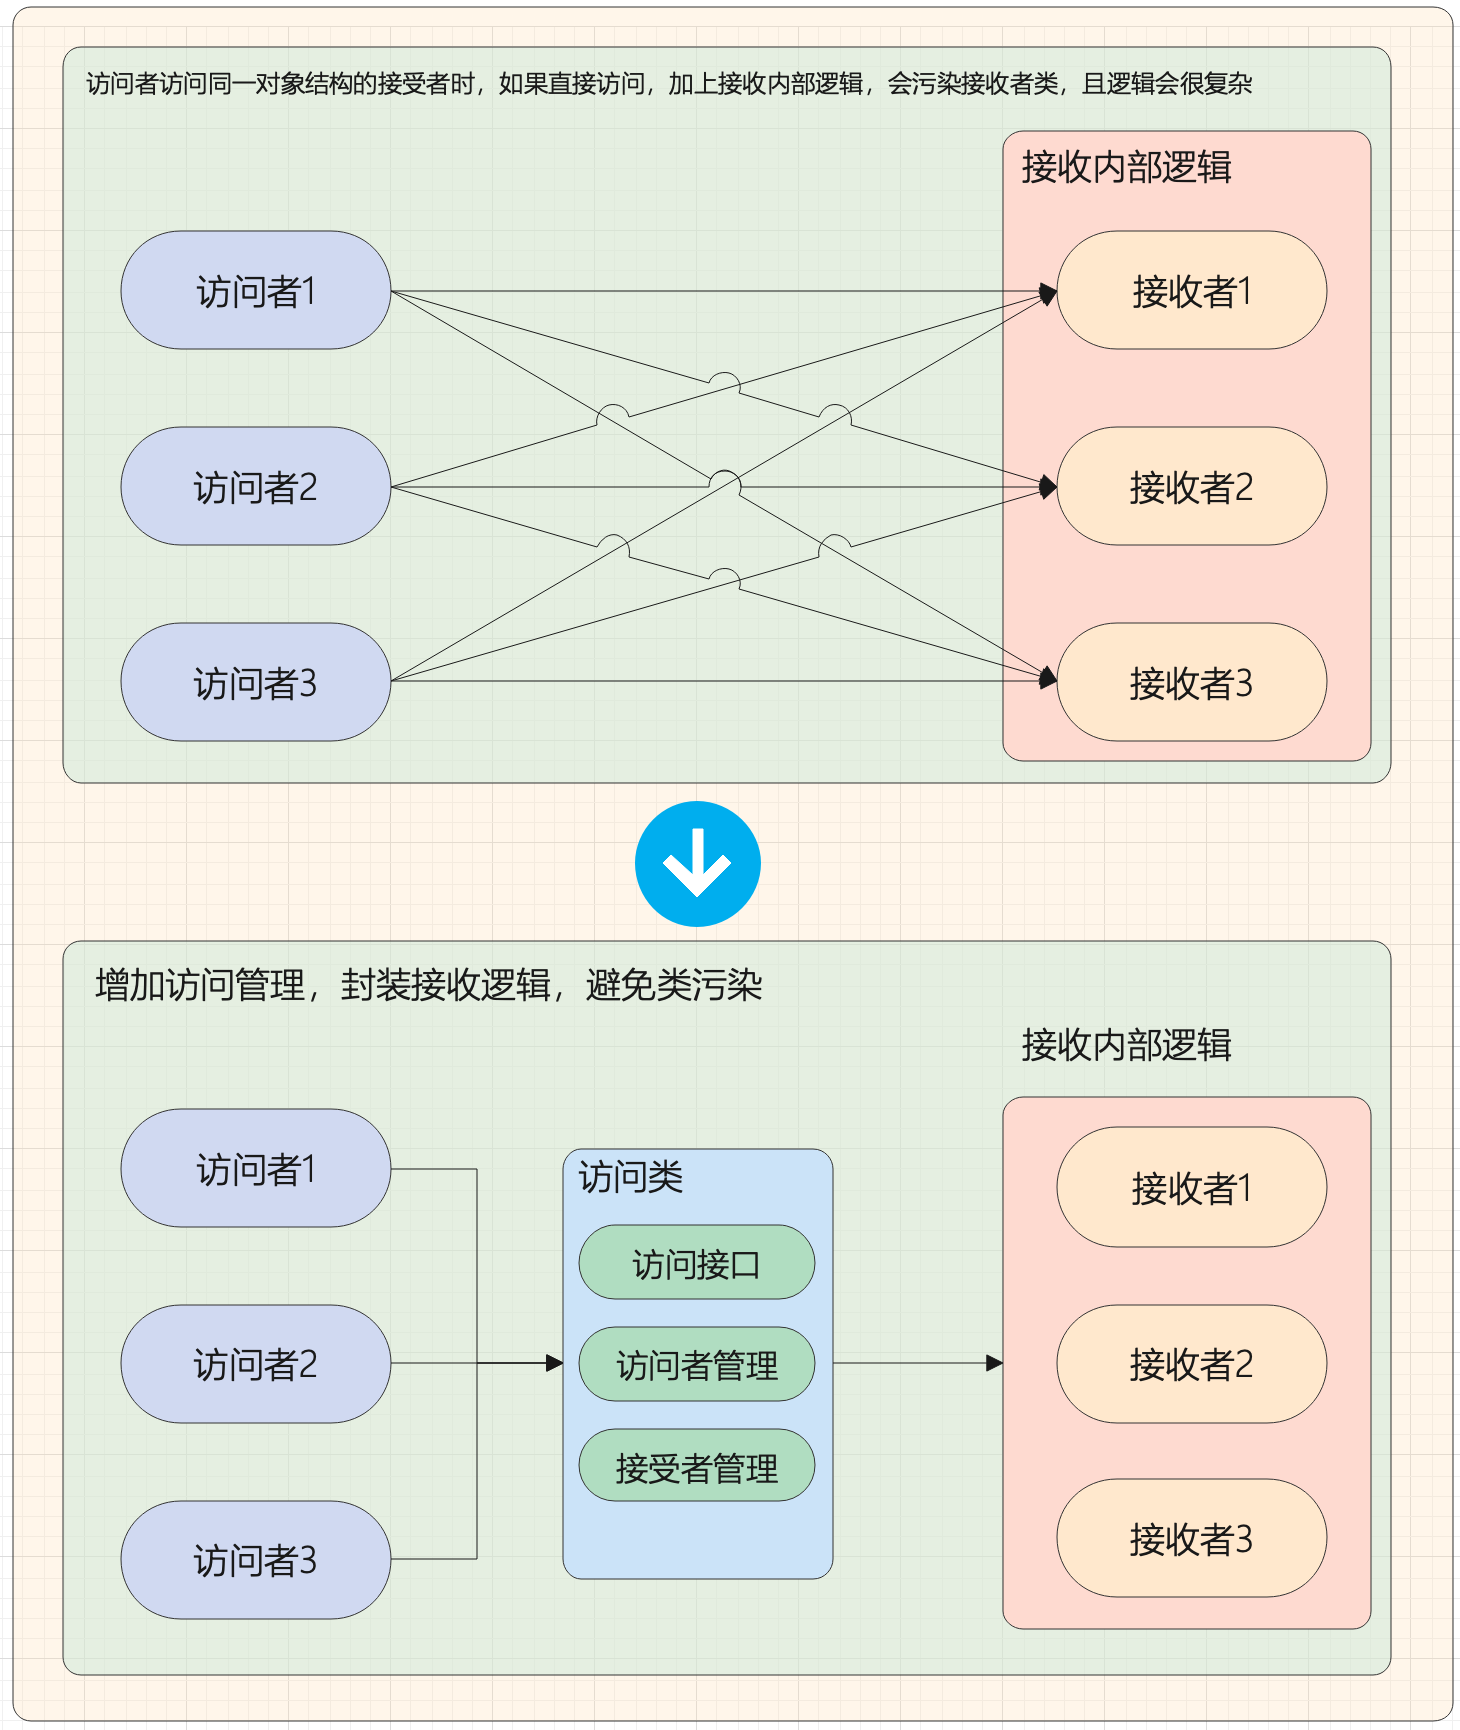 访问者访问同一对象结构的接受者时，如果直接访问，加上接收内部逻辑，会污染接收者类，且逻辑会很复杂
接收内部逻辑
访问者1
接收者1
访问者2
接收者2
访问者3
接收者3
增加访问管理，封装接收逻辑，避免类污染
接收内部逻辑
访问者1
访问类
接收者1
访问接口
访问者2
访问者管理
接收者2
接受者管理
访问者3
接收者3